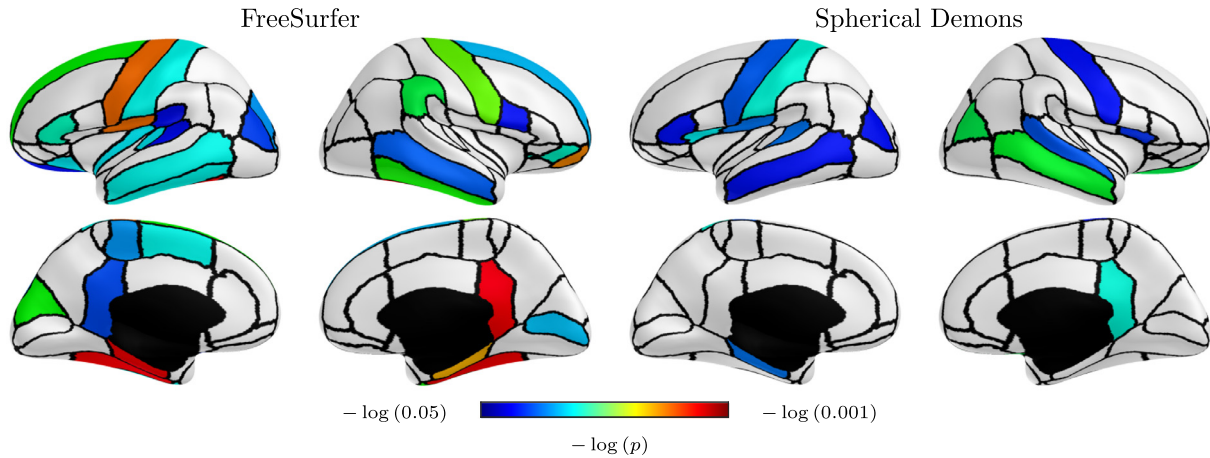 FreeSurfer Spherical Demons
− log (0.05) − log (0.001)
− log (p)